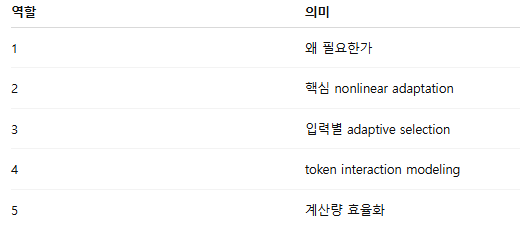 역할 의미
1 왜 필요한가
2 핵심 nonlinear adaptation
3 입력별 adaptive selection
4 token interaction modeling
5 계산량 효율화